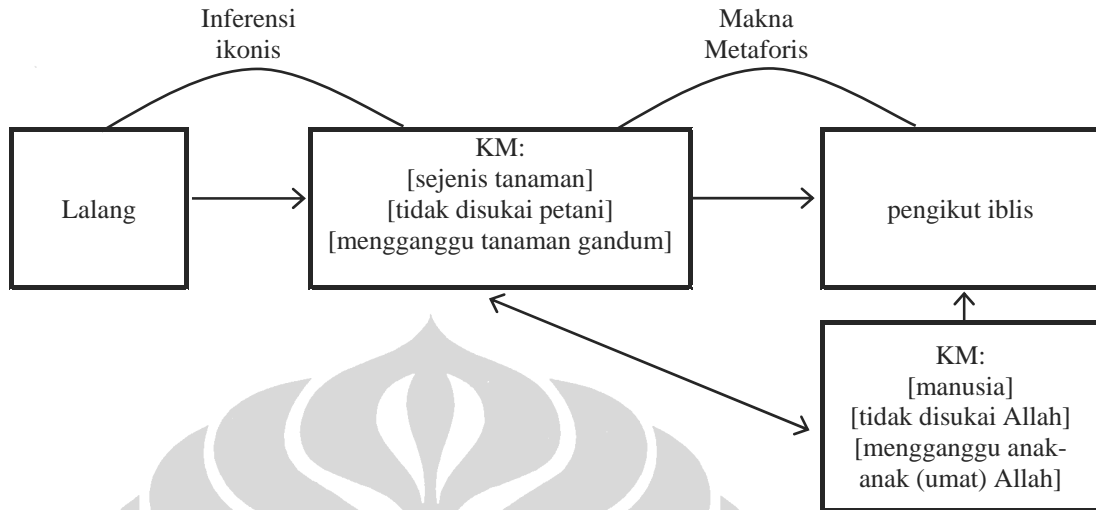 Inferensi
ikonis
Makna
Metaforis
Lalang
KM:
[sejenis tanaman]
[tidak disukai petani]
[mengganggu tanaman gandum]
pengikut iblis
KM:
[manusia]
[tidak disukai Allah]
[mengganggu anak-
anak (umat) Allah]